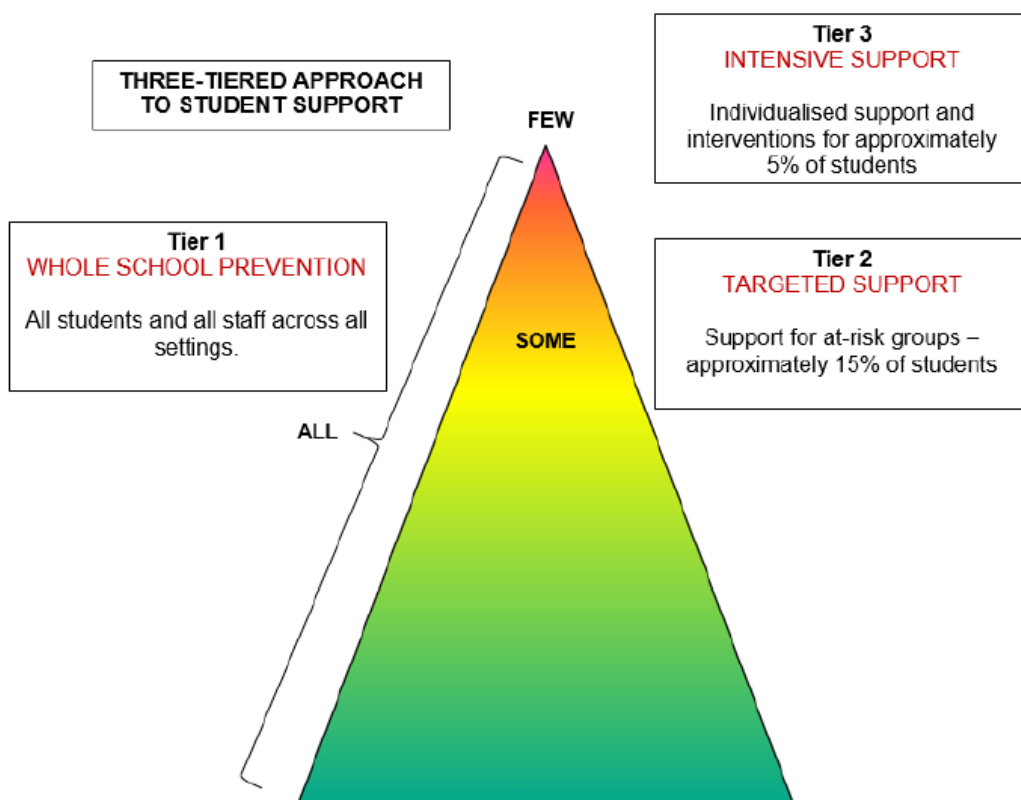 THREE-TIERED APPROACH
TO STUDENT SUPPORT
Tier 3
INTENSIVE SUPPORT
Individualised support and
interventions for approximately
5% of students
FEW
Tier 1
WHOLE SCHOOL PREVENTION
All students and all staff across all
settings.
Tier 2
TARGETED SUPPORT
Support for at-risk groups –
approximately 15% of students
SOME
ALL